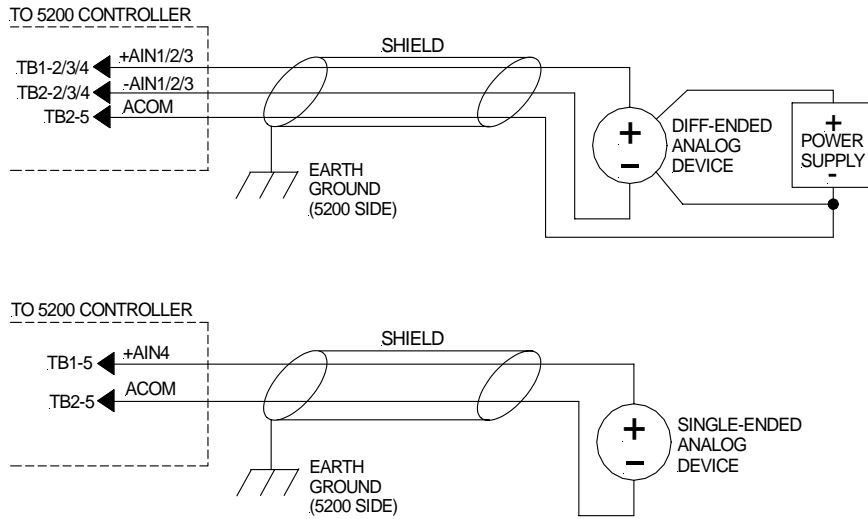 TO 5200 CONTROLLER
SHIELD
TB1-2/3/4 +AIN1/2/3
TB2-2/3/4 -AIN1/2/3
TB2-5 ACOM
+
-
DIFF-ENDED
ANALOG
DEVICE
+
POWER
SUPPLY
-
EARTH
GROUND
(5200 SIDE)
TO 5200 CONTROLLER
SHIELD
TB1-5 +AIN4
TB2-5 ACOM
+
-
SINGLE-ENDED
ANALOG
DEVICE
EARTH
GROUND
(5200 SIDE)